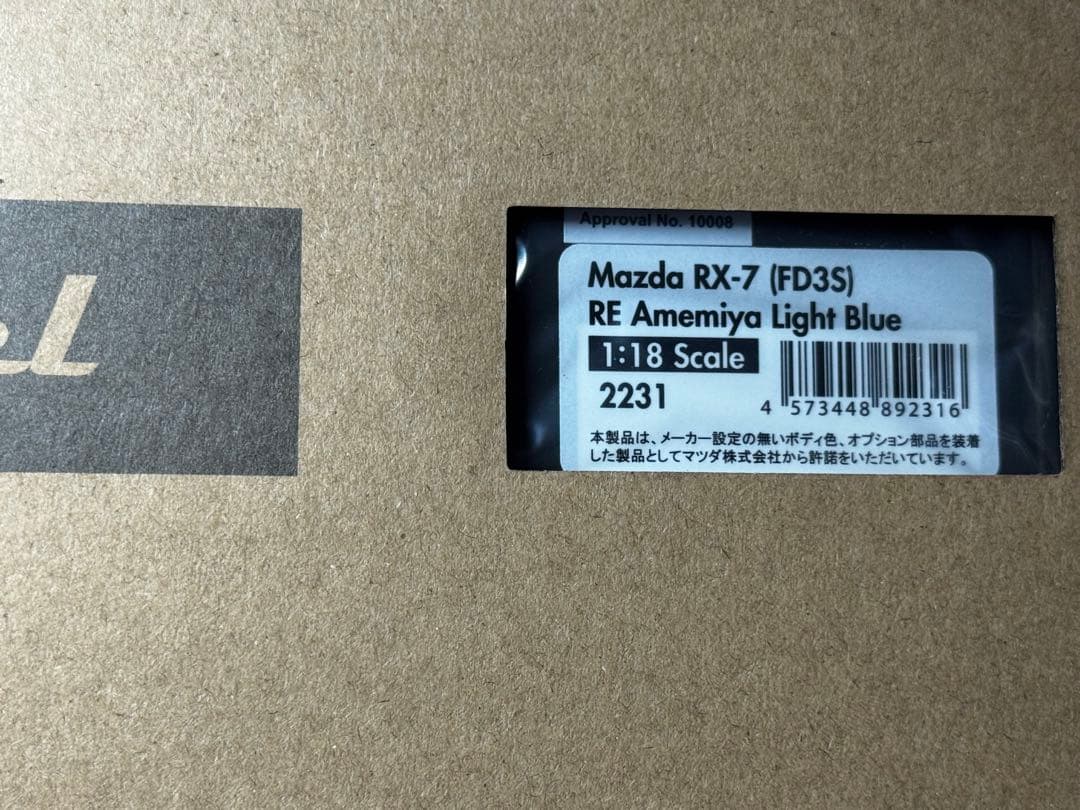 Approval No. 10008
Mazda RX-7 (FD3S)
RE Amemiya Light Blue
1:18 Scale
2231
4 573448 892316
本製品は、メーカー設定の無いボディ色、オプション部品を装着
した製品としてマツダ株式会社から許諾をいただいています。